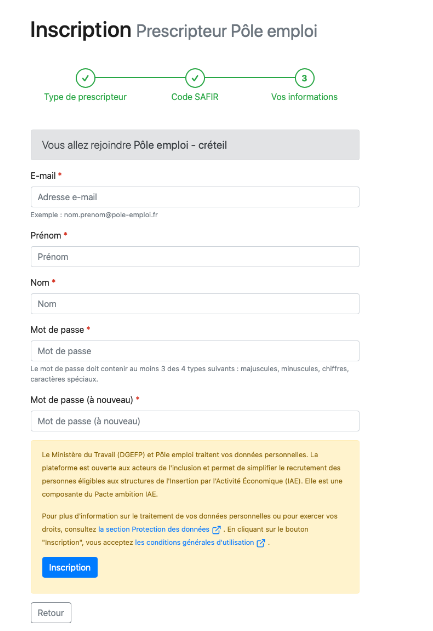 Inscription Prescripteur Pôle emploi
3
Type de prescripteur Code SAFIR Vos informations
Vous allez rejoindre Pôle emploi - créteil
E-mail *
Adresse e-mail
Exemple : nom.prenom@pole-emploi.fr
Prénom *
Prénom
Nom *
Nom
Mot de passe *
Mot de passe
Le mot de passe doit contenir au moins 3 des 4 types suivants : majuscules, minuscules, chiffres,
caractères spéciaux.
Mot de passe (à nouveau) *
Mot de passe (à nouveau)
Le Ministère du Travail (DGEFP) et Pôle emploi traitent vos données personnelles. La
plateforme est ouverte aux acteurs de l'inclusion et permet de simplifier le recrutement des
personnes éligibles aux structures de l'Insertion par l'Activité Économique (IAE). Elle est une
composante du Pacte ambition IAE.
Pour plus d'information sur le traitement de vos données personnelles ou pour exercer vos
droits, consultez la section Protection des données . En cliquant sur le bouton
"Inscription", vous acceptez les conditions générales d'utilisation .
Inscription
Retour